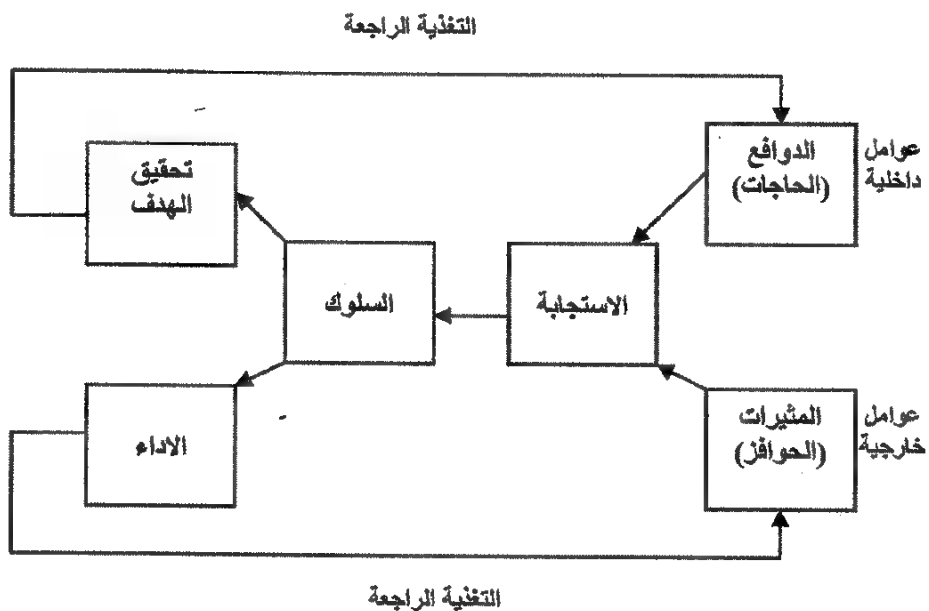 التغذية الراجعة
عوامل
داخلية
الدوافع
(الحاجات)
تحقيق
الهدف
الاستجابة
السلوك
عوامل
خارجية
المثيرات
(الحوافز)
الاداء
التغذية الراجعة